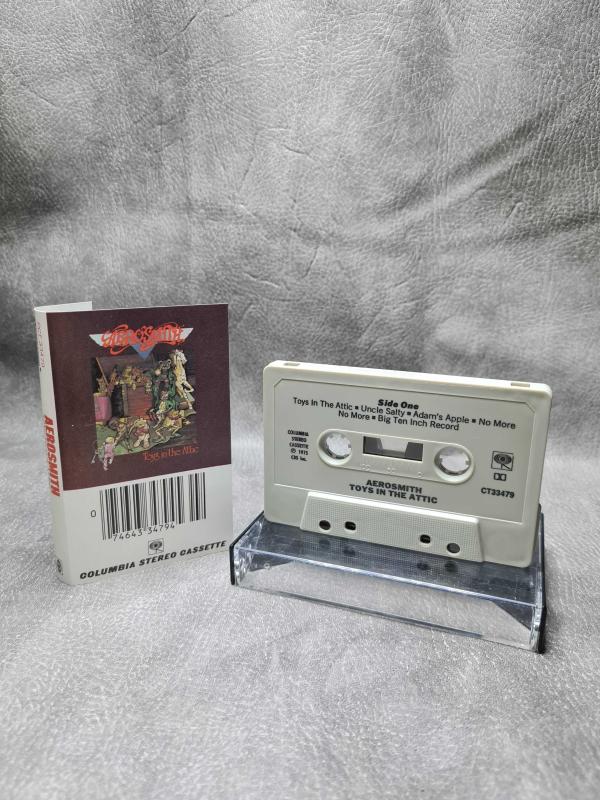 PCT 33479
AEROSMITH
AEROSMITH
Toys in the Attic
0
74643 34794
COLUMBIA STEREO CASSETTE
Side One
Toys In The Attic ▪ Uncle Salty ▪ Adam's Apple ▪ No More
No More ▪ Big Ten Inch Record
COLUMBIA
STEREO
CASSETTE
℗ 1975
CBS Inc.
AEROSMITH
TOYS IN THE ATTIC
CT33479